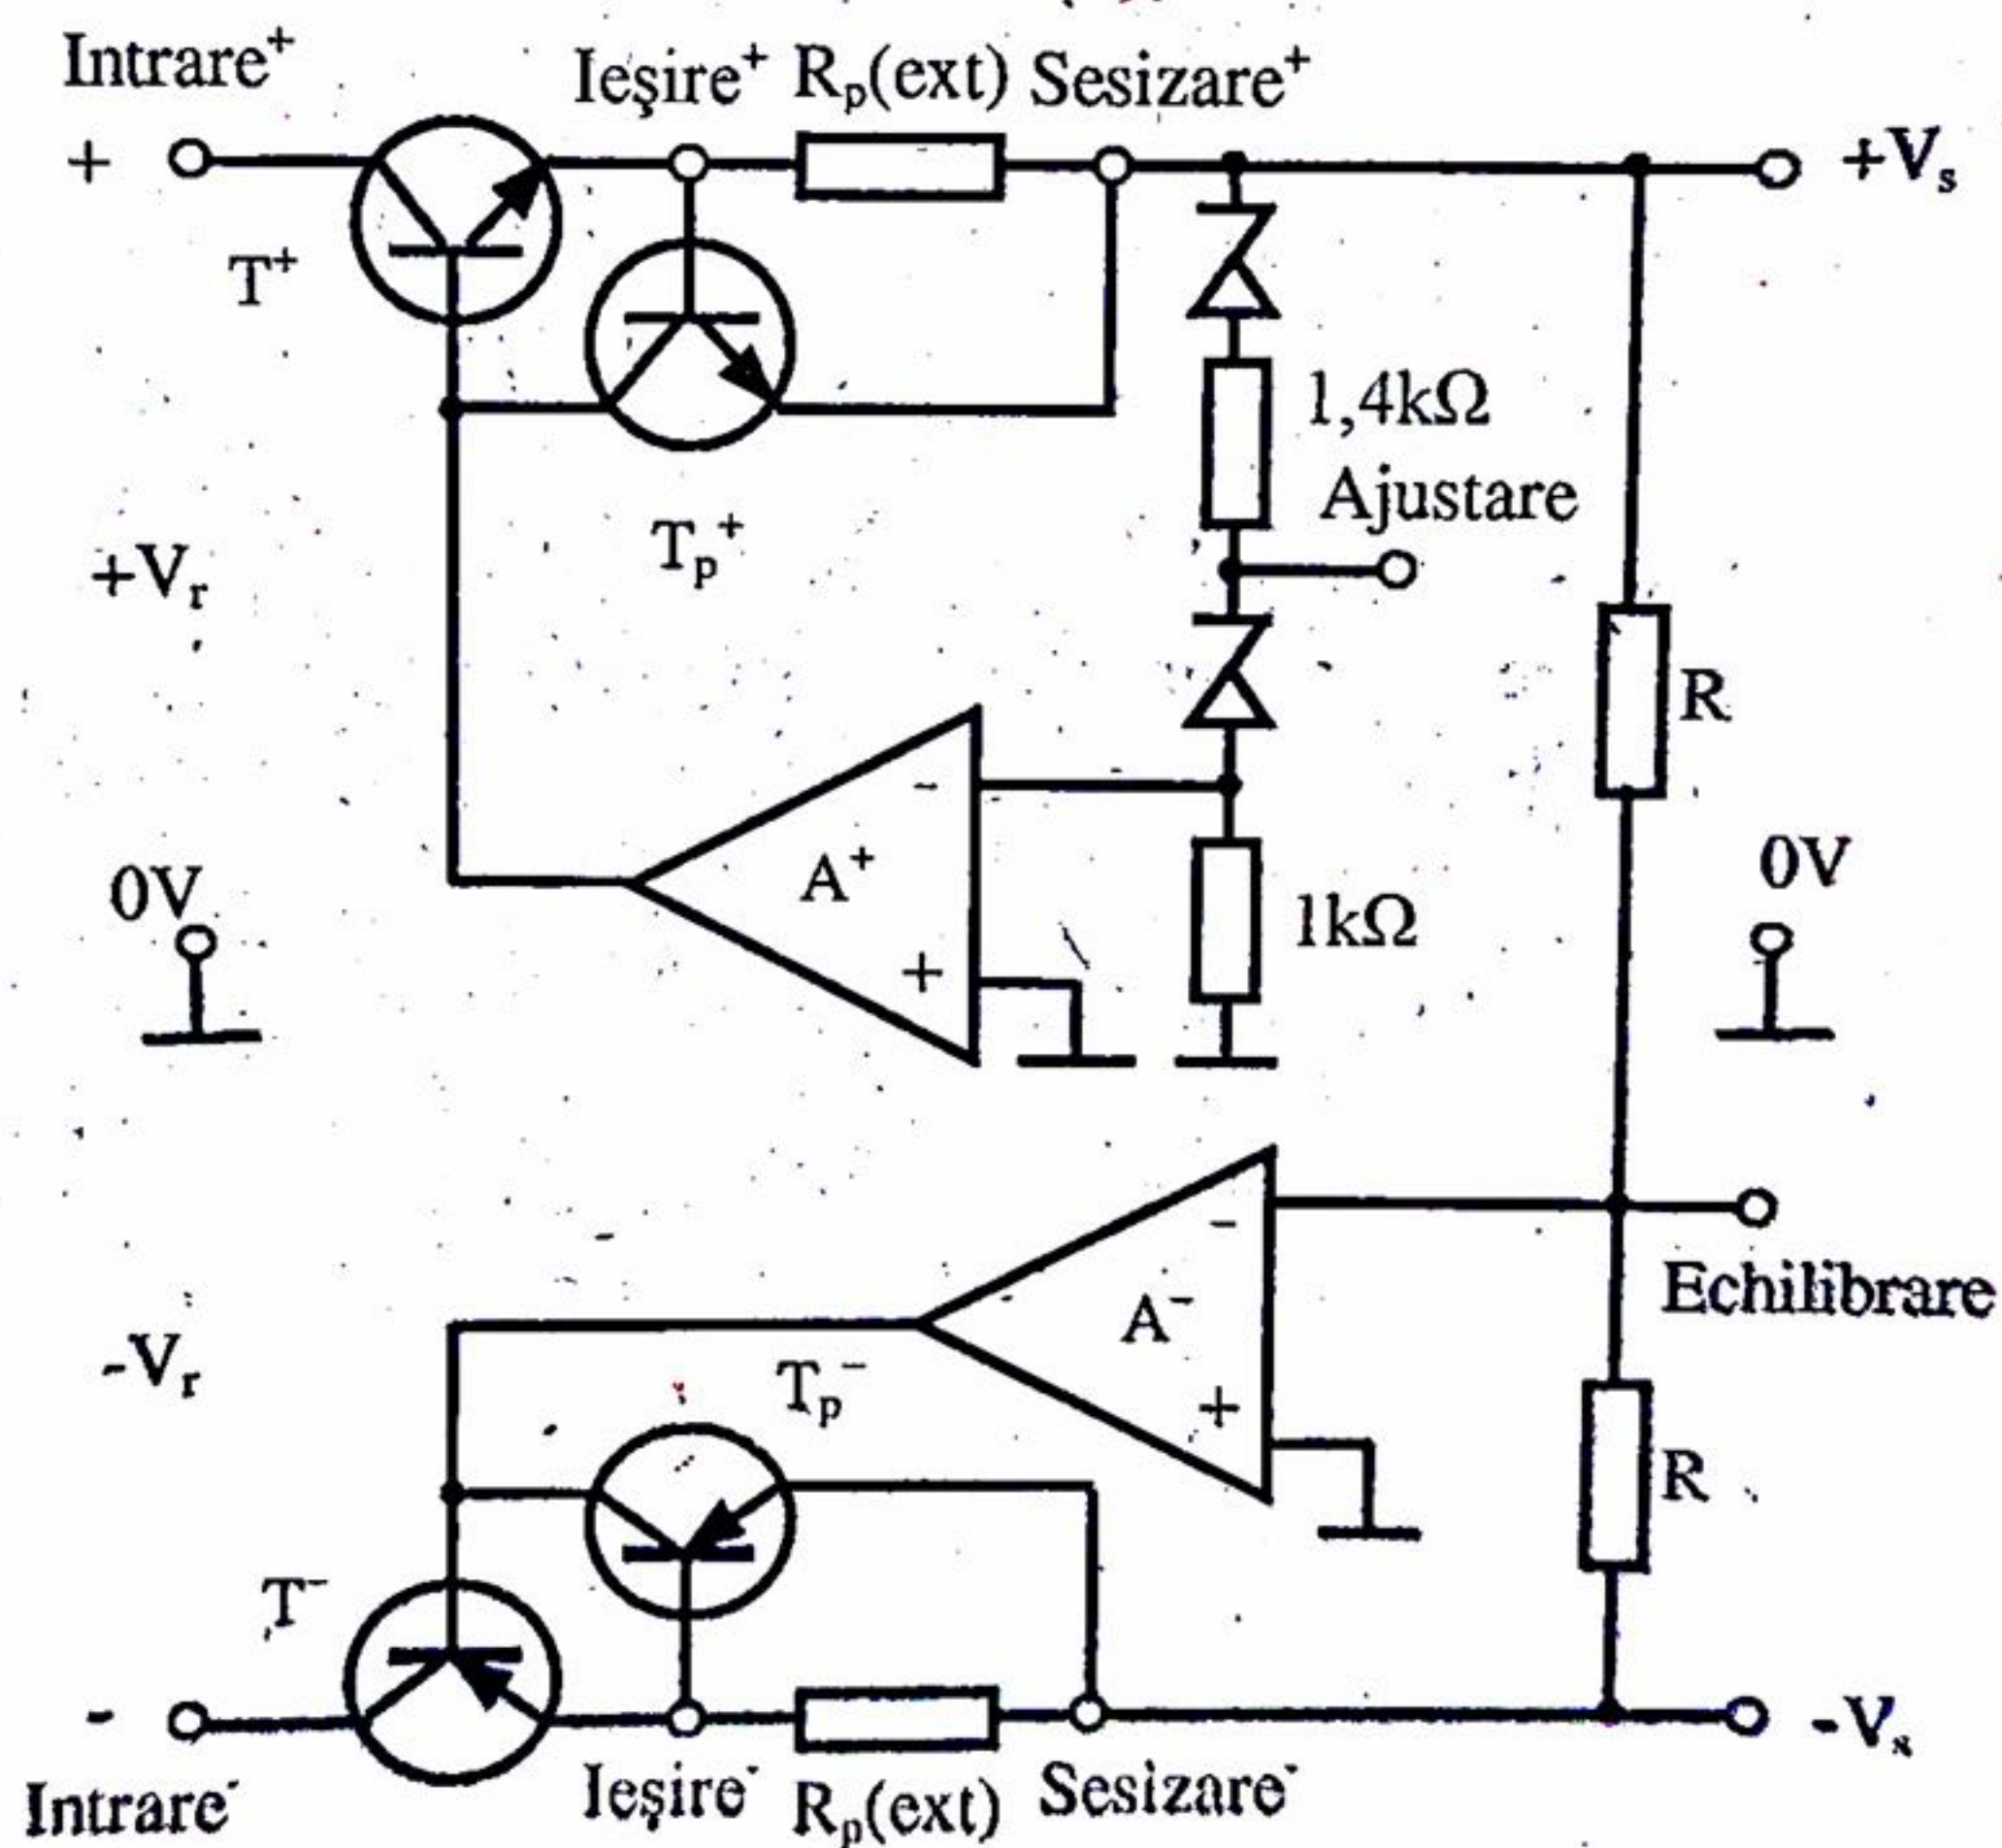 Intrare⁺
Ieşire⁺ Rₚ(ext) Sesizare⁺
+
+Vₛ
T⁺
1,4kΩ
Ajustare
Tₚ⁺
+Vᵣ
R
-
A⁺
+
0V
1kΩ
0V
-
A⁻
+
Echilibrare
-Vᵣ
Tₚ⁻
R
T⁻
-
-Vₛ
Intrare⁻
Ieşire⁻ Rₚ(ext) Sesizare⁻